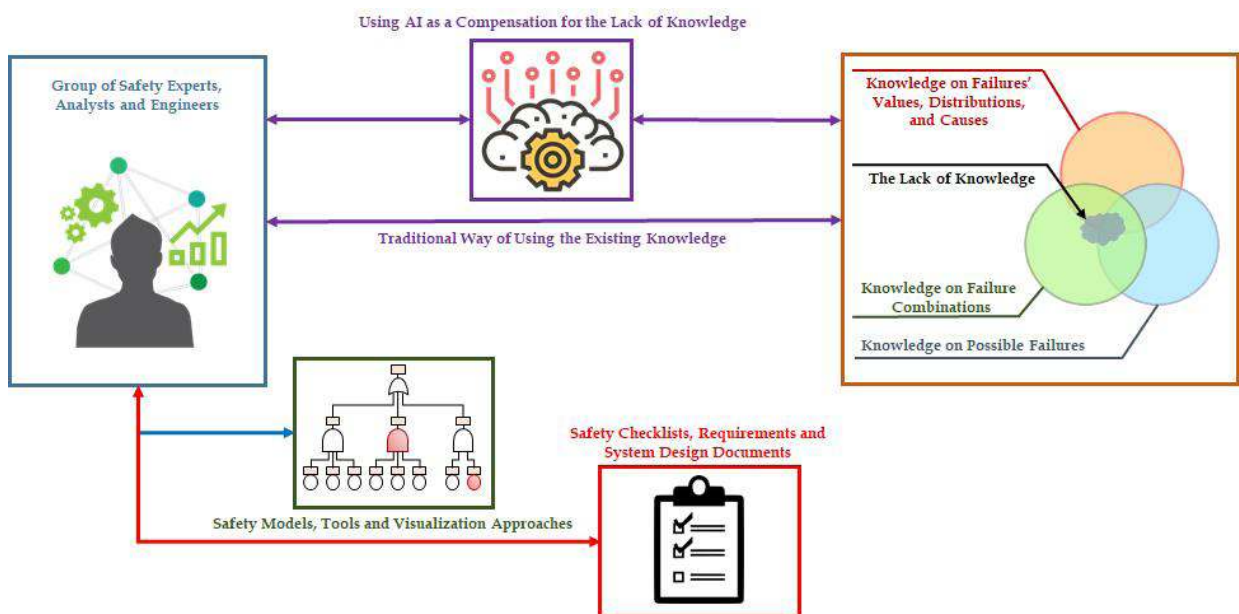 Using AI as a Compensation for the Lack of Knowledge
Group of Safety Experts,
Analysts and Engineers
Knowledge on Failures'
Values, Distributions,
and Causes
The Lack of Knowledge
Traditional Way of Using the Existing Knowledge
Knowledge on Failure
Combinations
Knowledge on Possible Failures
Safety Checklists, Requirements and
System Design Documents
Safety Models, Tools and Visualization Approaches